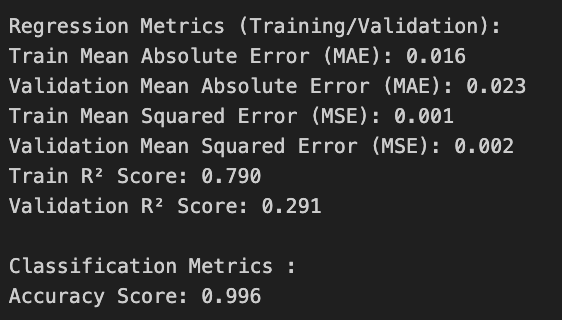 Regression Metrics (Training/Validation):
Train Mean Absolute Error (MAE): 0.016
Validation Mean Absolute Error (MAE): 0.023
Train Mean Squared Error (MSE): 0.001
Validation Mean Squared Error (MSE): 0.002
Train R² Score: 0.790
Validation R² Score: 0.291

Classification Metrics :
Accuracy Score: 0.996